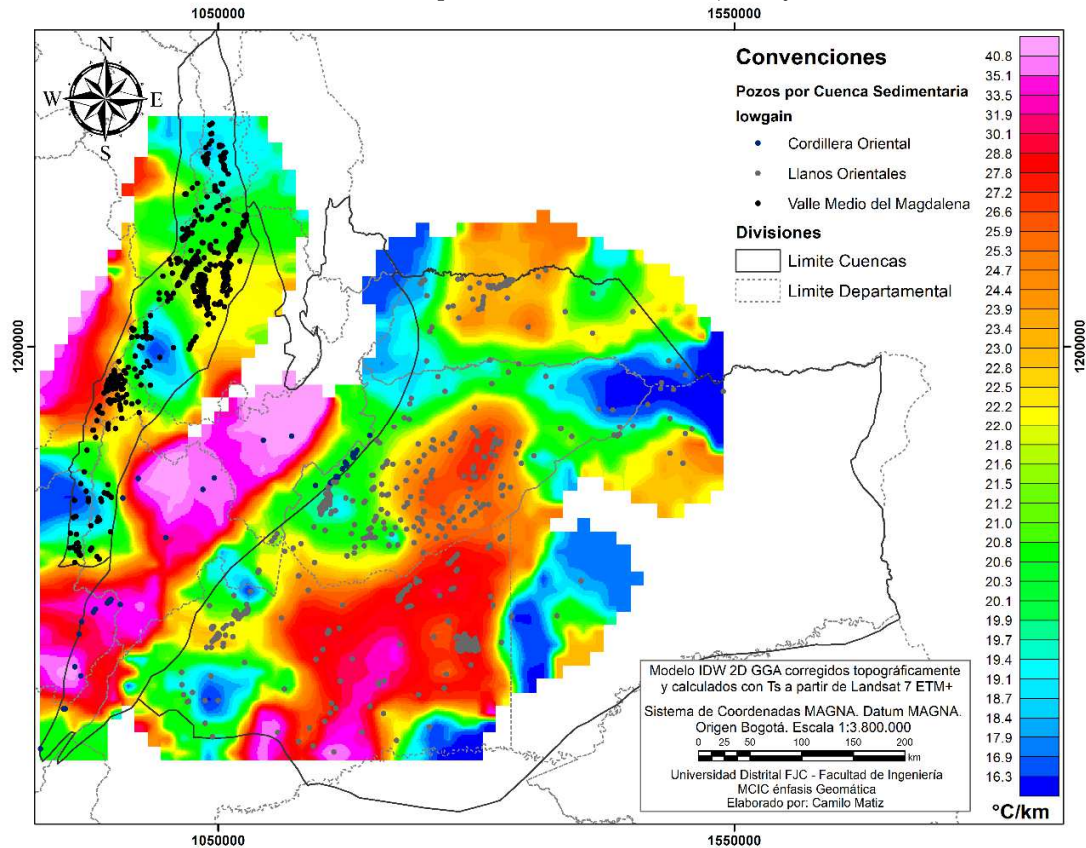 1050000
1550000
N
W
E
S
1200000
1200000
Convenciones
Pozos por Cuenca Sedimentaria
lowgain
Cordillera Oriental
Llanos Orientales
Valle Medio del Magdalena
Divisiones
Limite Cuencas
Limite Departamental
40.8
35.1
33.5
31.9
30.1
28.8
27.8
27.2
26.6
25.9
25.3
24.7
24.3
23.9
23.4
23.0
22.8
22.5
22.2
21.8
21.6
21.5
21.2
21.0
20.8
20.6
20.3
19.9
19.7
19.4
19.1
18.7
18.4
17.9
16.9
16.3
°C/km
Modelo IDW 2D GGA corregidos topográficamente
y calculados con Ts a partir de Landsat 7 ETM+
Sistema de Coordenadas MAGNA. Datum MAGNA.
Origen Bogotá. Escala 1:3.800.000
0 25 50 100 150 200
km
Universidad Distrital FJC - Facultad de Ingeniería
MCIC énfasis Geomática
Elaborado por: Camilo Matiz
1050000
1550000